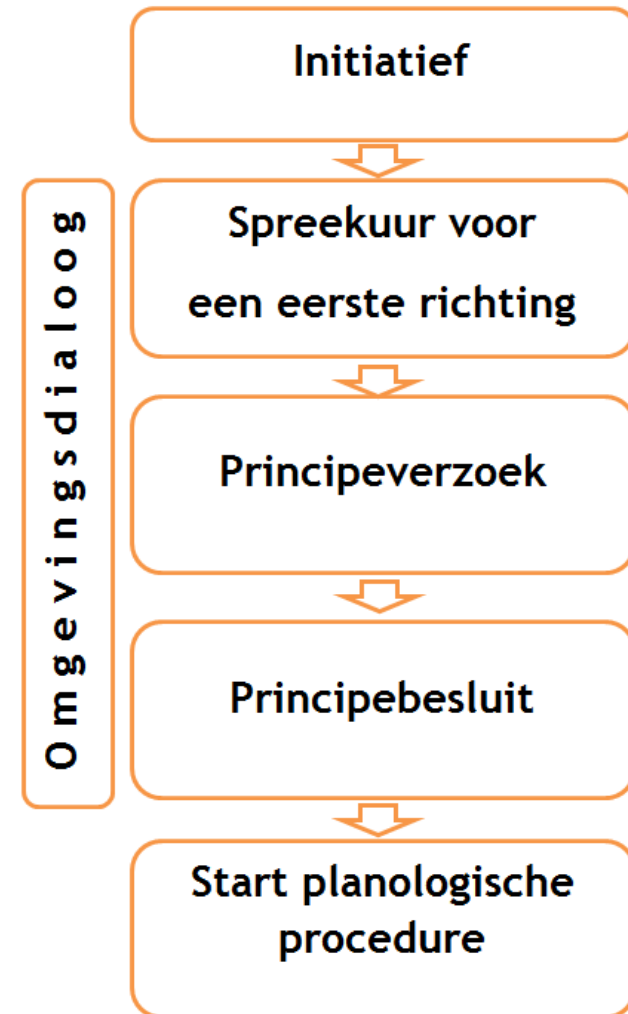 Initiatief
Omgevingsdialoog
Spreekuur voor
een eerste richting
Principeverzoek
Principebesluit
Start planologische
procedure